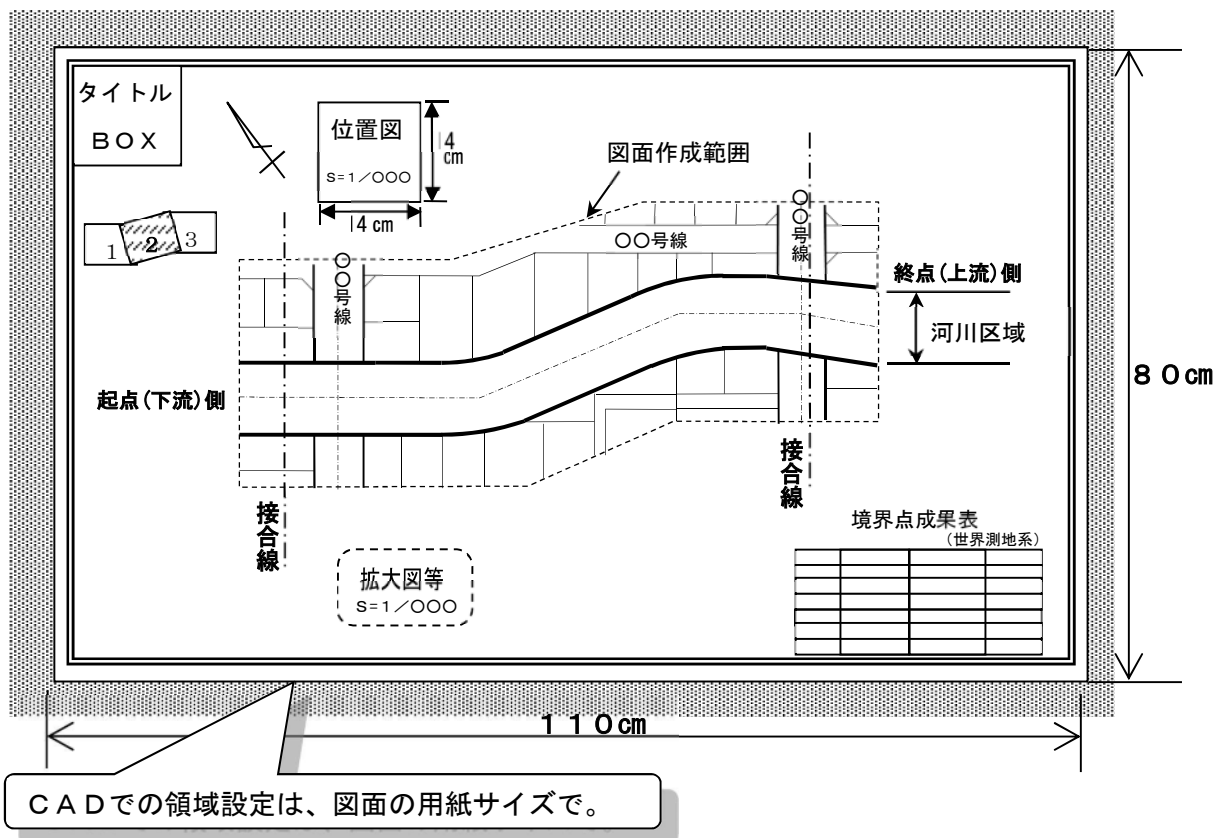 タイトル
ＢＯＸ
位置図
S=1／○○○
14
cm
14 cm
図面作成範囲
1
2
3
○○号線
○○号線
○○号線
終点(上流)側
河川区域
起点(下流)側
80cm
接合線
接合線
境界点成果表
(世界測地系)
拡大図等
S=1／○○○
110cm
ＣＡＤでの領域設定は、図面の用紙サイズで。